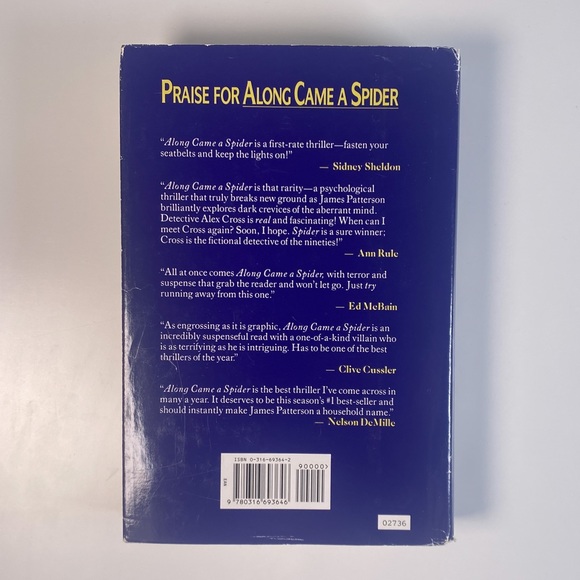 PRAISE FOR ALONG CAME A SPIDER
“Along Came a Spider is a first-rate thriller—fasten your
seatbelts and keep the lights on!”
— Sidney Sheldon
“Along Came a Spider is that rarity—a psychological
thriller that truly breaks new ground as James Patterson
brilliantly explores dark crevices of the aberrant mind.
Detective Alex Cross is real and fascinating! When can I
meet Cross again? Soon, I hope. Spider is a sure winner;
Cross is the fictional detective of the nineties!”
— Ann Rule
“All at once comes Along Came a Spider, with terror and
suspense that grab the reader and won't let go. Just try
running away from this one.”
— Ed McBain
“As engrossing as it is graphic, Along Came a Spider is an
incredibly suspenseful read with a one-of-a-kind villain who
is as terrifying as he is intriguing. Has to be one of the best
thrillers of the year.”
— Clive Cussler
“Along Came a Spider is the best thriller I've come across in
many a year. It deserves to be this season's #1 best-seller and
should instantly make James Patterson a household name.”
— Nelson DeMille
ISBN 0-316-69364-2
90000>
9 780316 693646
02736